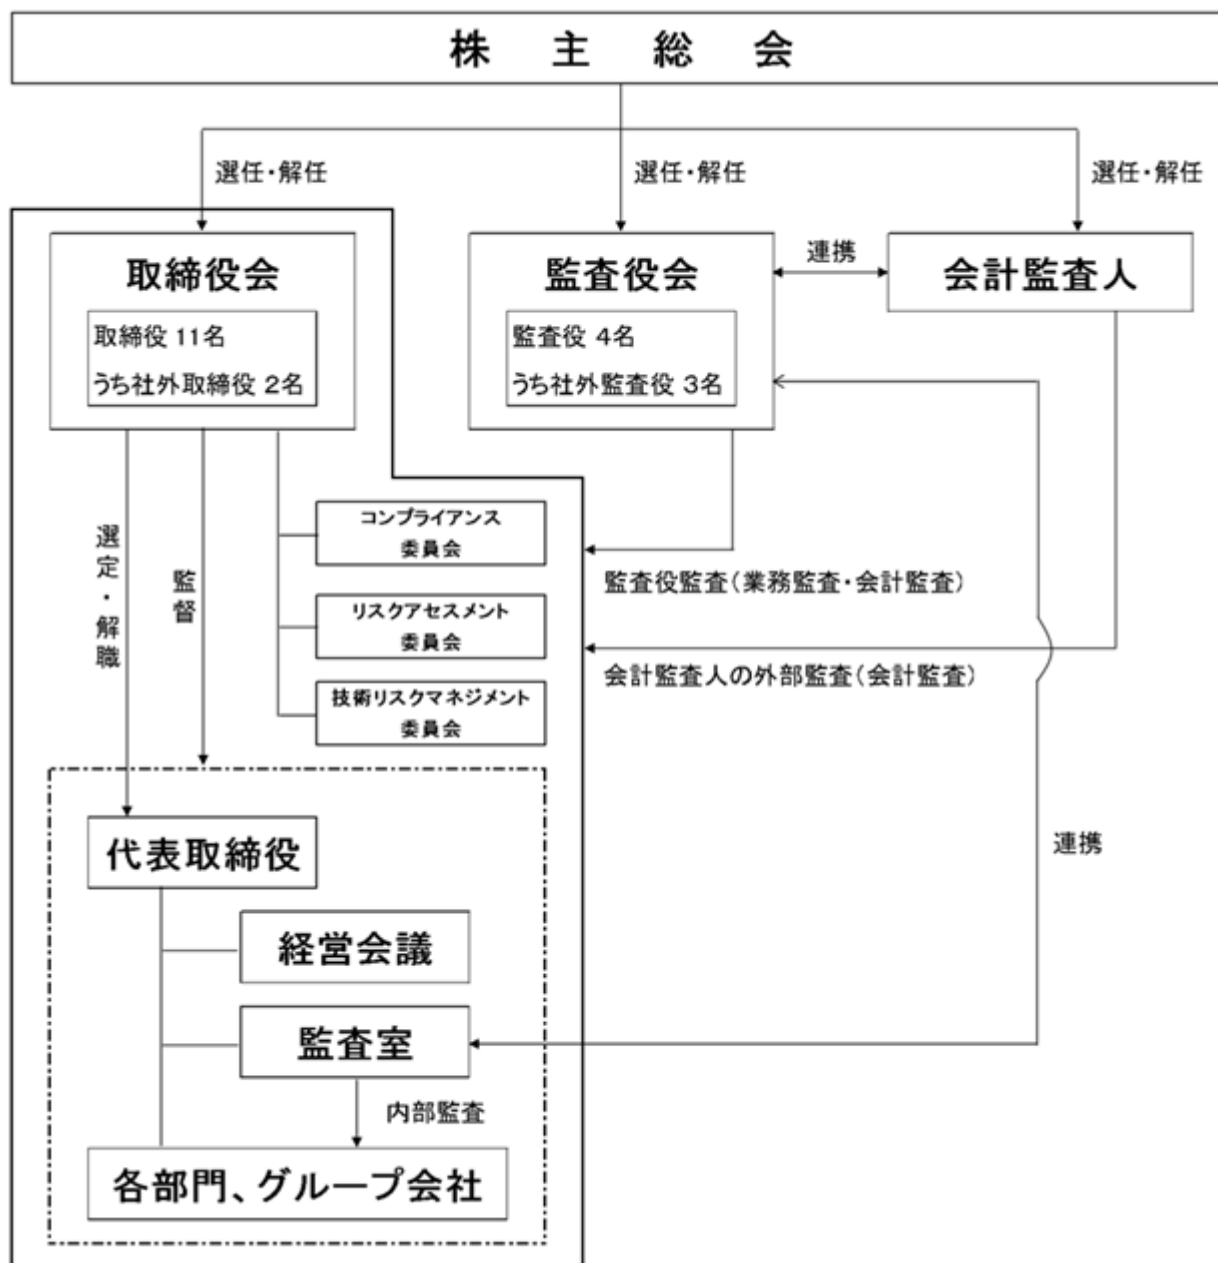 株主総会
選任・解任
選任・解任
選任・解任
取締役会
取締役 11名
うち社外取締役 2名
監査役会
監査役 4名
うち社外監査役 3名
連携
会計監査人
選定・解職
監督
コンプライアンス
委員会
リスクアセスメント
委員会
技術リスクマネジメント
委員会
監査役監査(業務監査・会計監査)
会計監査人の外部監査(会計監査)
代表取締役
経営会議
監査室
連携
内部監査
各部門、グループ会社